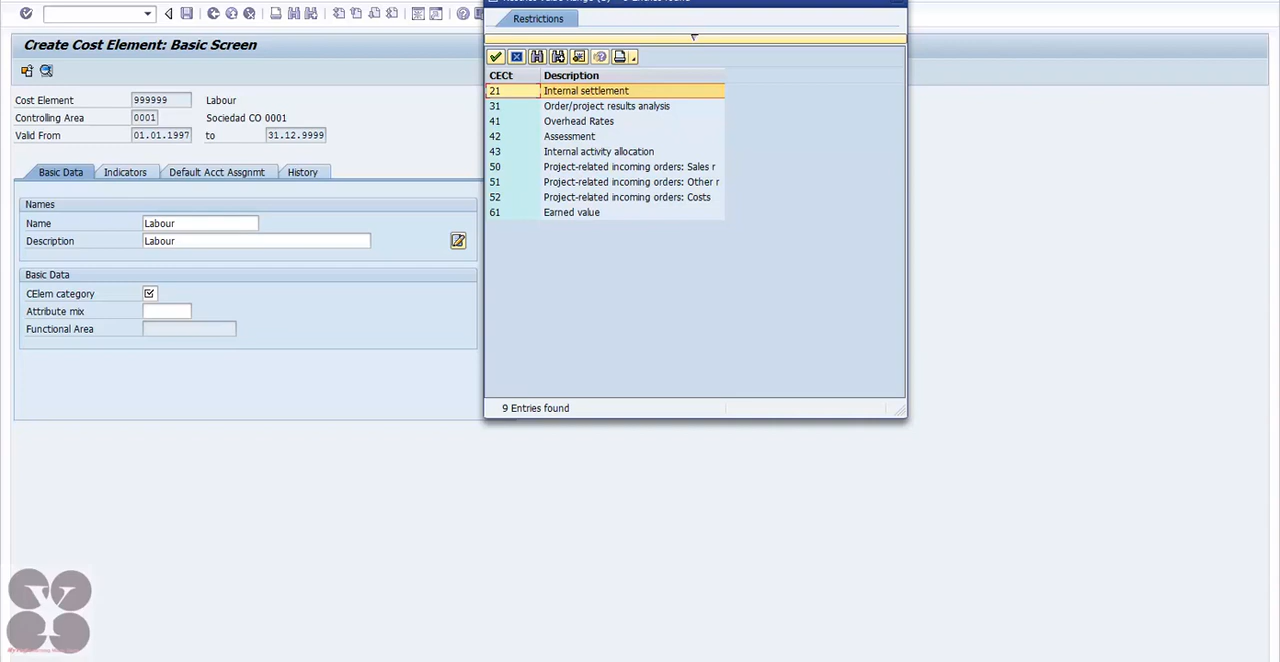 Restrictions
Create Cost Element: Basic Screen
CECt Description
21 Internal settlement
31 Order/project results analysis
41 Overhead Rates
42 Assessment
43 Internal activity allocation
50 Project-related incoming orders: Sales r
51 Project-related incoming orders: Other r
52 Project-related incoming orders: Costs
61 Earned value
9 Entries found
Cost Element 999999 Labour
Controlling Area 0001 Sociedad CO 0001
Valid From 01.01.1997 to 31.12.9999
Basic Data Indicators Default Acct Assgnmt History
Names
Name Labour
Description Labour
Basic Data
CElem category
Attribute mix
Functional Area